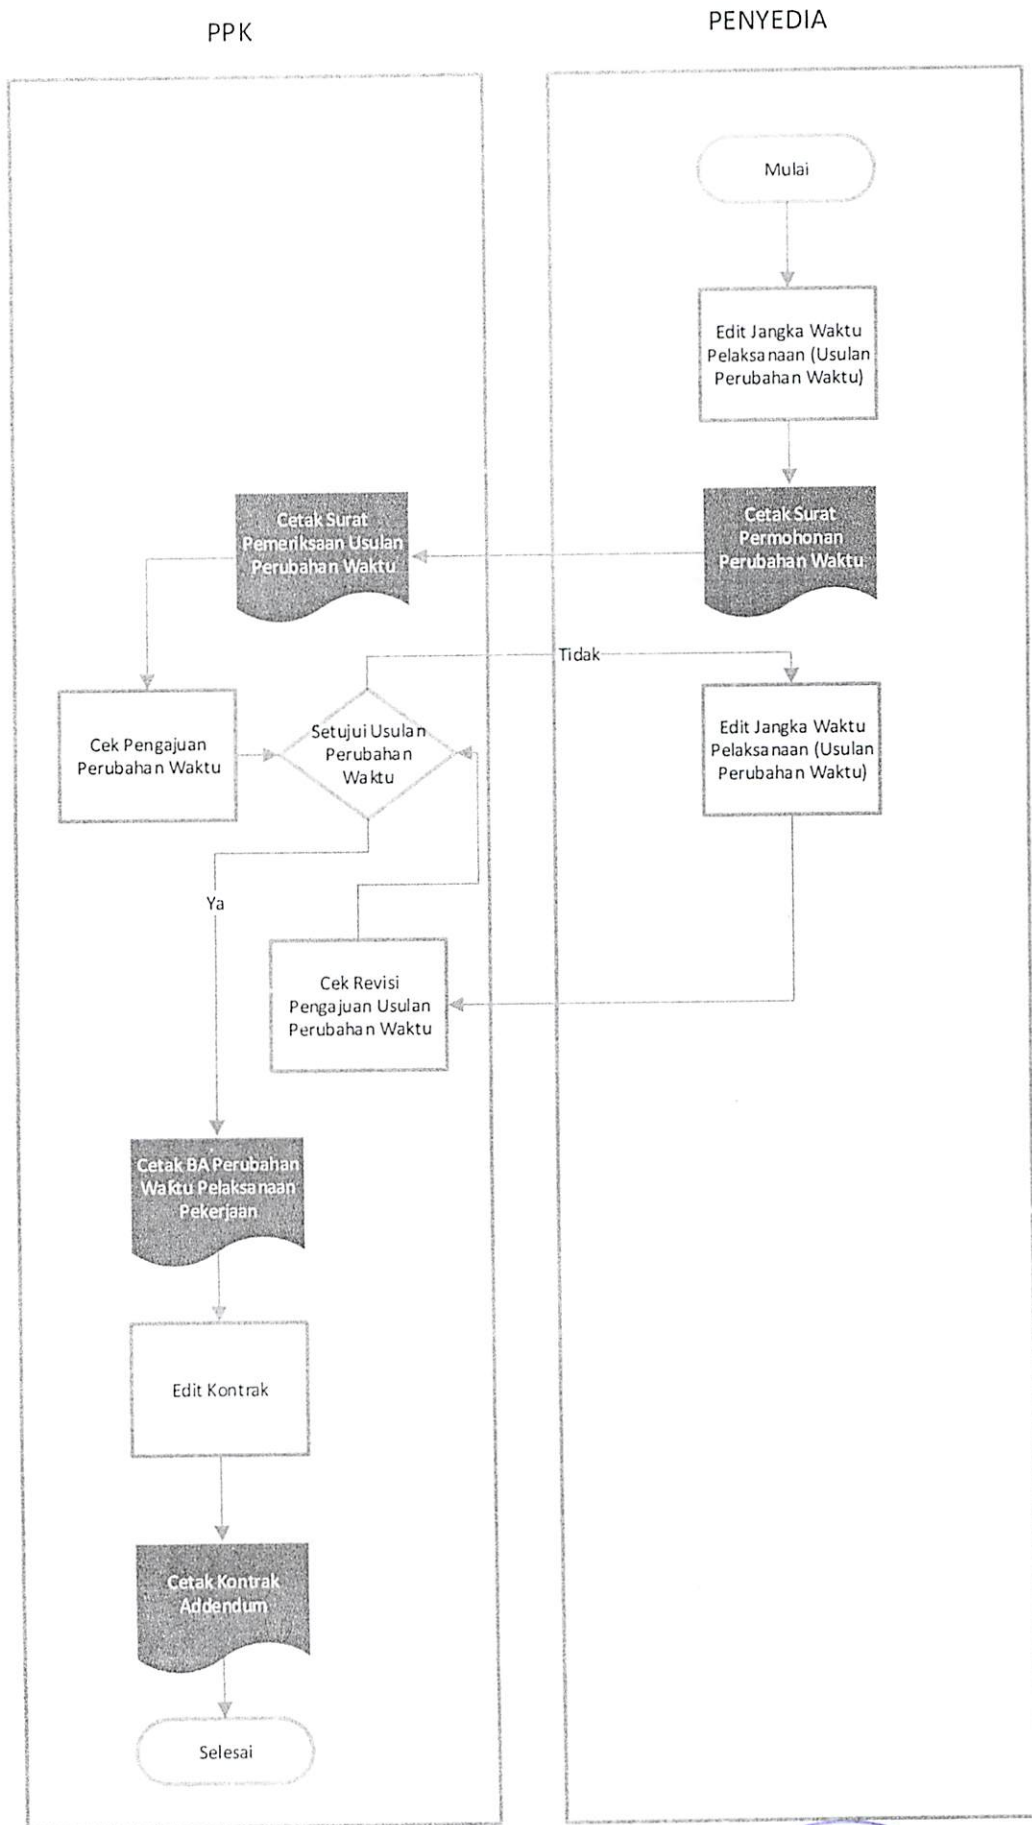 PPK
PENYEDIA
Mulai
Edit Jangka Waktu
Pelaksanaan (Usulan
Perubahan Waktu)
Cetak Surat
Permohonan
Perubahan Waktu
Cetak Surat
Pemeriksaan Usulan
Perubahan Waktu
Tidak
Cek Pengajuan
Perubahan Waktu
Setujui Usulan
Perubahan
Waktu
Edit Jangka Waktu
Pelaksanaan (Usulan
Perubahan Waktu)
Ya
Cek Revisi
Pengajuan Usulan
Perubahan Waktu
Cetak BA Perubahan
Waktu Pelaksanaan
Pekerjaan
Edit Kontrak
Cetak Kontrak
Addendum
Selesai